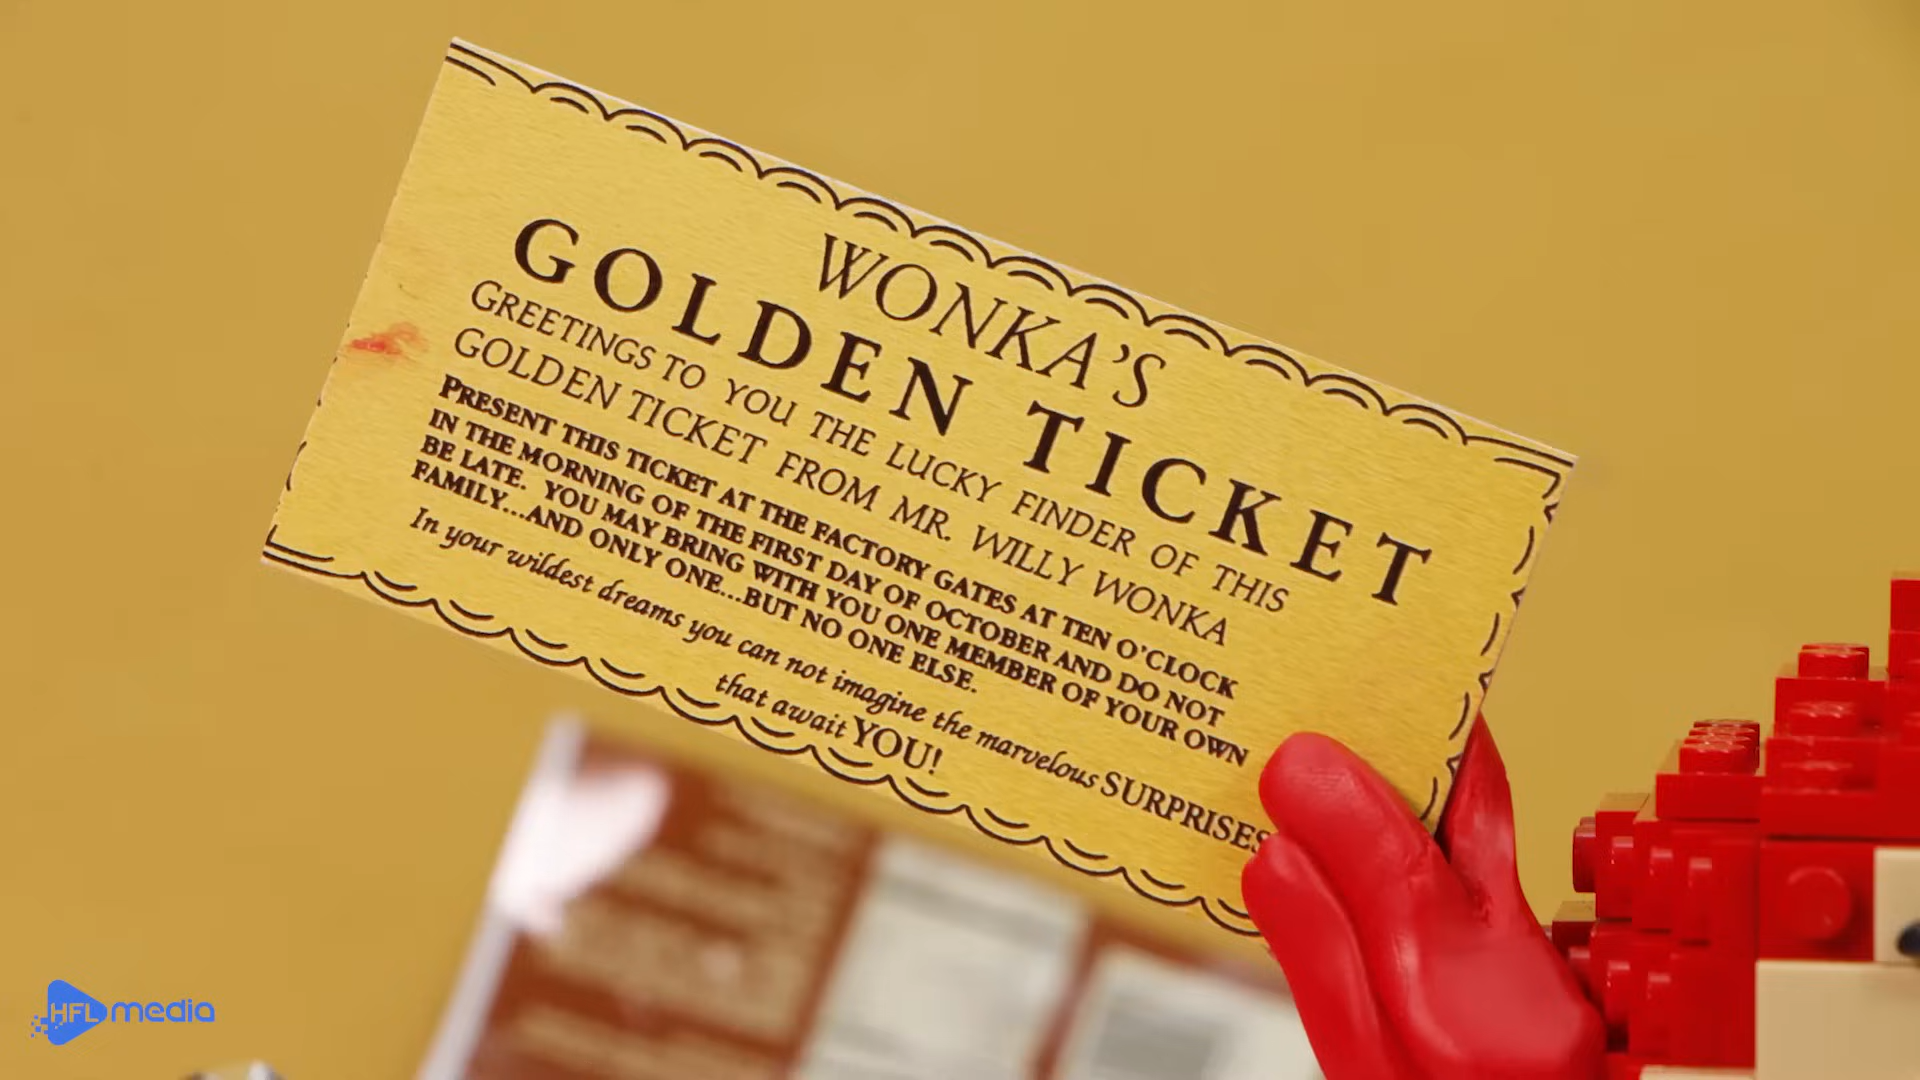 WONKA'S
GOLDEN TICKET
GREETINGS TO YOU THE LUCKY FINDER OF THIS
GOLDEN TICKET FROM MR. WILLY WONKA
PRESENT THIS TICKET AT THE FACTORY GATES AT TEN O'CLOCK
IN THE MORNING OF THE FIRST DAY OF OCTOBER AND DO NOT
BE LATE. YOU MAY BRING WITH YOU ONE MEMBER OF YOUR OWN
FAMILY...AND ONLY ONE...BUT NO ONE ELSE.
In your wildest dreams you can not imagine the marvelous SURPRISES
that await YOU!
HFL media